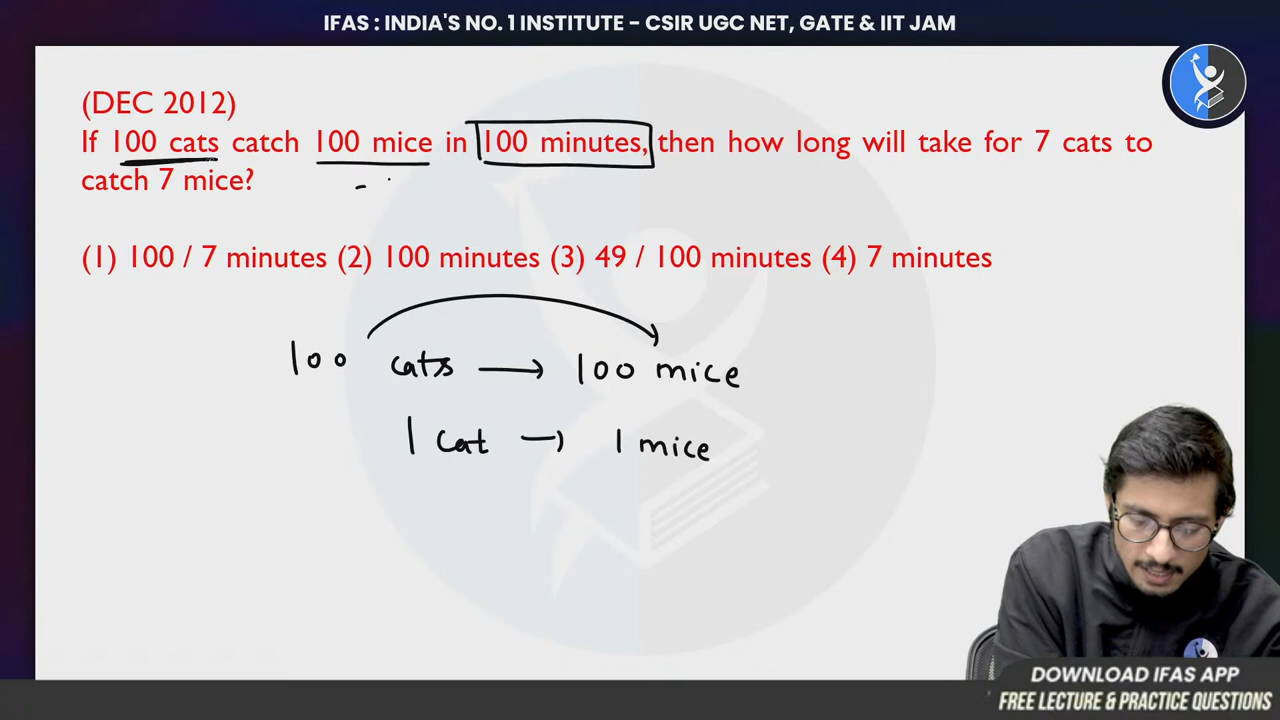 IFAS : INDIA'S NO. 1 INSTITUTE – CSIR UGC NET, GATE & IIT JAM
(DEC 2012)
If 100 cats catch 100 mice in 100 minutes, then how long will take for 7 cats to
catch 7 mice?
(1) 100 / 7 minutes (2) 100 minutes (3) 49 / 100 minutes (4) 7 minutes
100 cats → 100 mice
1 cat → 1 mice
DOWNLOAD IFAS APP
FREE LECTURE & PRACTICE QUESTIONS